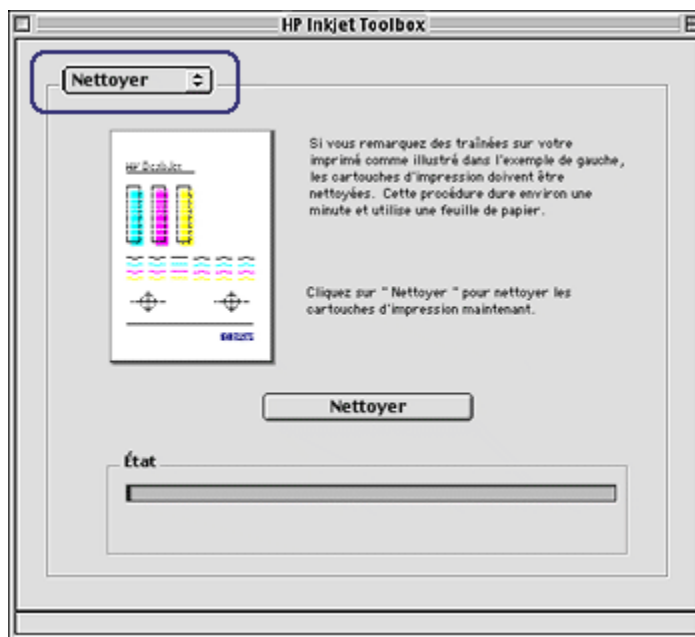 HP Inkjet Toolbox
Nettoyer
Si vous remarquez des traînées sur votre
imprimé comme illustré dans l'exemple de gauche,
les cartouches d'impression doivent être
nettoyées. Cette procédure dure environ une
minute et utilise une feuille de papier.
Cliquez sur " Nettoyer " pour nettoyer les
cartouches d'impression maintenant.
Nettoyer
État